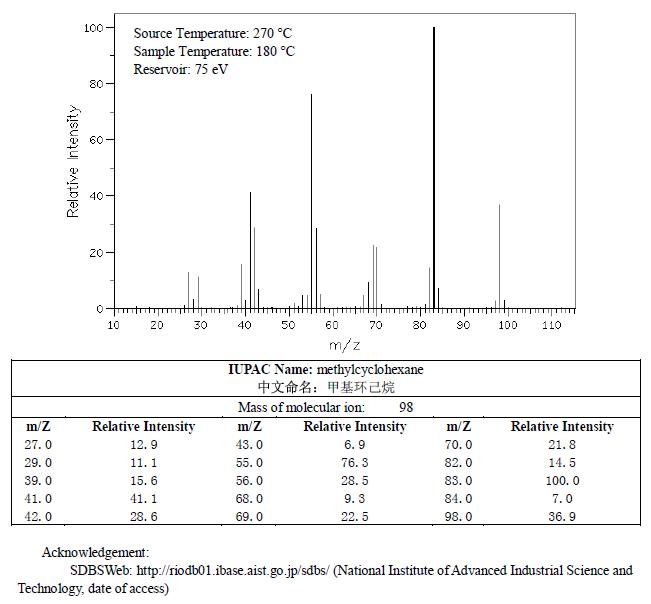 Source Temperature: 270 °C
Sample Temperature: 180 °C
Reservoir: 75 eV
Relative Intensity
100
80
60
40
20
0
10 20 30 40 50 60 70 80 90 100 110
m/z
IUPAC Name: methylcyclohexane
中文命名：甲基环己烷
Mass of molecular ion: 98
m/Z Relative Intensity m/Z Relative Intensity m/Z Relative Intensity
27.0 12.9 43.0 6.9 70.0 21.8
29.0 11.1 55.0 76.3 82.0 14.5
39.0 15.6 56.0 28.5 83.0 100.0
41.0 41.1 68.0 9.3 84.0 7.0
42.0 28.6 69.0 22.5 98.0 36.9
Acknowledgement:
SDBSWeb: http://riodb01.ibase.aist.go.jp/sdbs/ (National Institute of Advanced Industrial Science and
Technology, date of access)